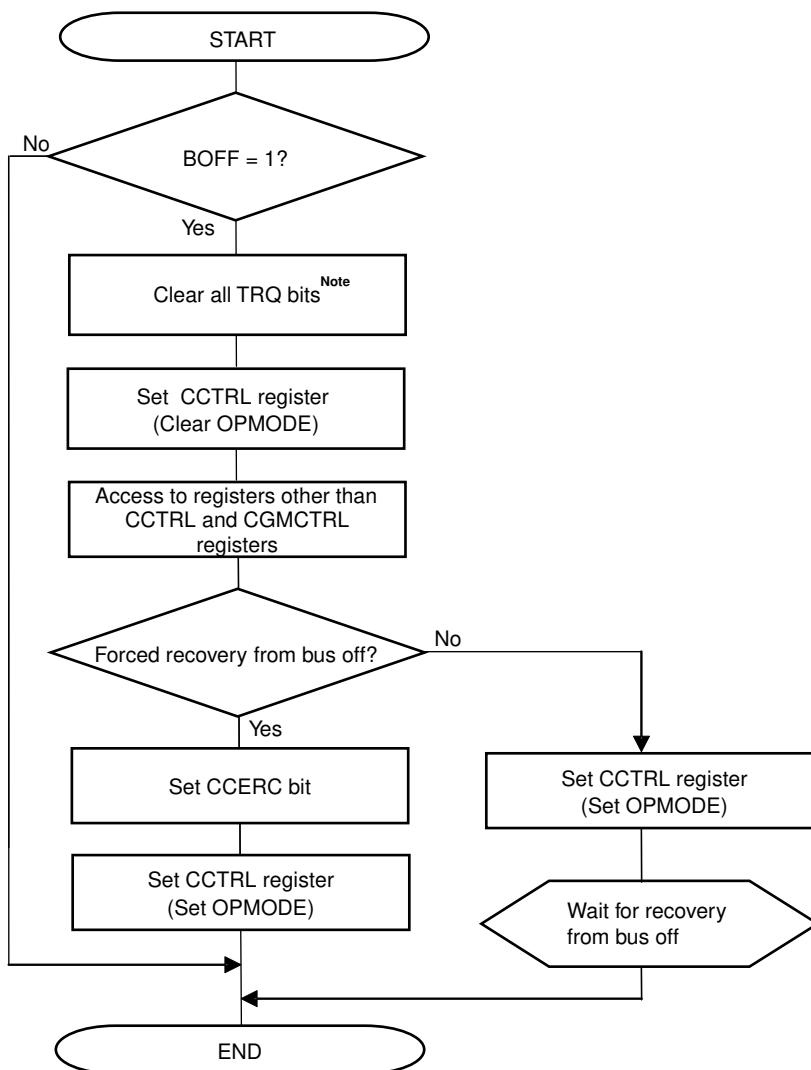 START
No
BOFF = 1?
Yes
Clear all TRQ bits Note
Set CCTRL register
(Clear OPMODE)
Access to registers other than
CCTRL and CGMCTRL
registers
Forced recovery from bus off?
No
Yes
Set CCERC bit
Set CCTRL register
(Set OPMODE)
Set CCTRL register
(Set OPMODE)
Wait for recovery
from bus off
END